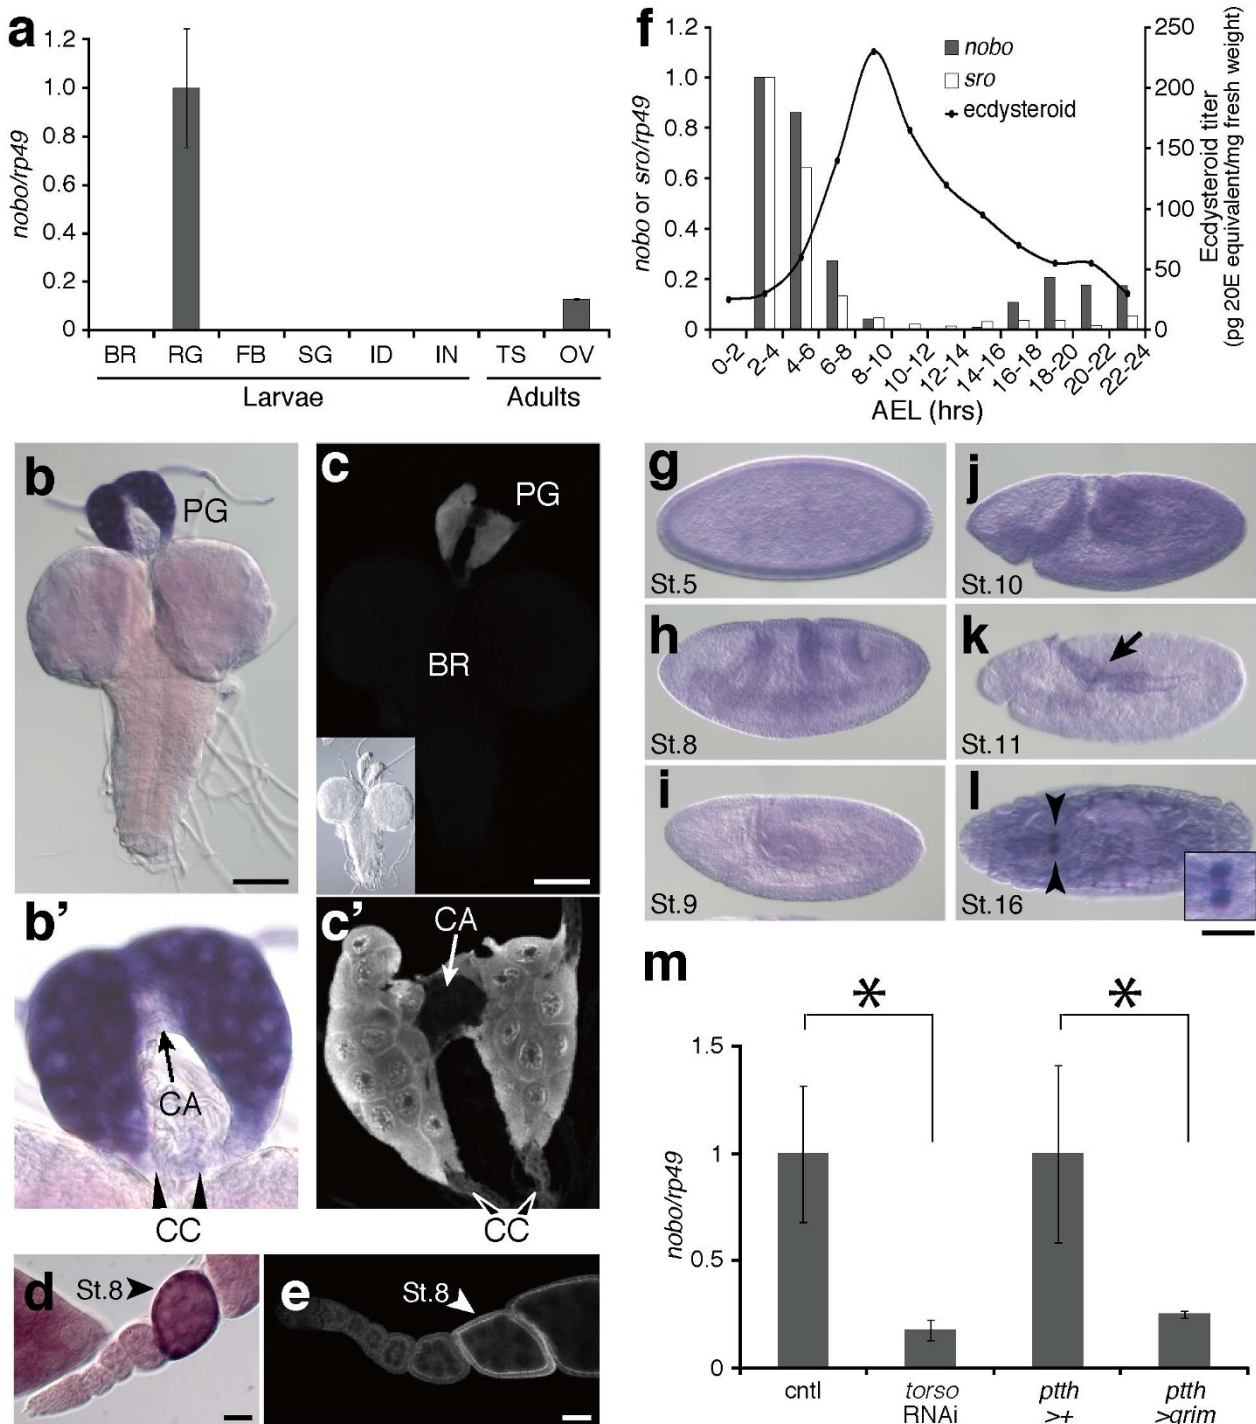 a
nobo/rp49
1.2
1.0
0.8
0.6
0.4
0.2
0
BR RG FB SG ID IN TS OV
Larvae Adults
f
nobo or sro/rp49
1.2
1.0
0.8
0.6
0.4
0.2
0
nobo
sro
ecdysteroid
250
200
150
100
50
0
Ecdysteroid titer
(pg 20E equivalent/mg fresh weight)
0-2 2-4 4-6 6-8 8-10 10-12 12-14 14-16 16-18 18-20 20-22 22-24
AEL (hrs)
b
PG
c
PG
BR
b’
CA
CC
c’
CA
CC
d
St.8
e
St.8
g
St.5
j
St.10
h
St.8
k
St.11
i
St.9
l
St.16
m
nobo/rp49
1.5
1
0.5
0
* *
cntl torso ptth ptth
RNAi >+ >grim